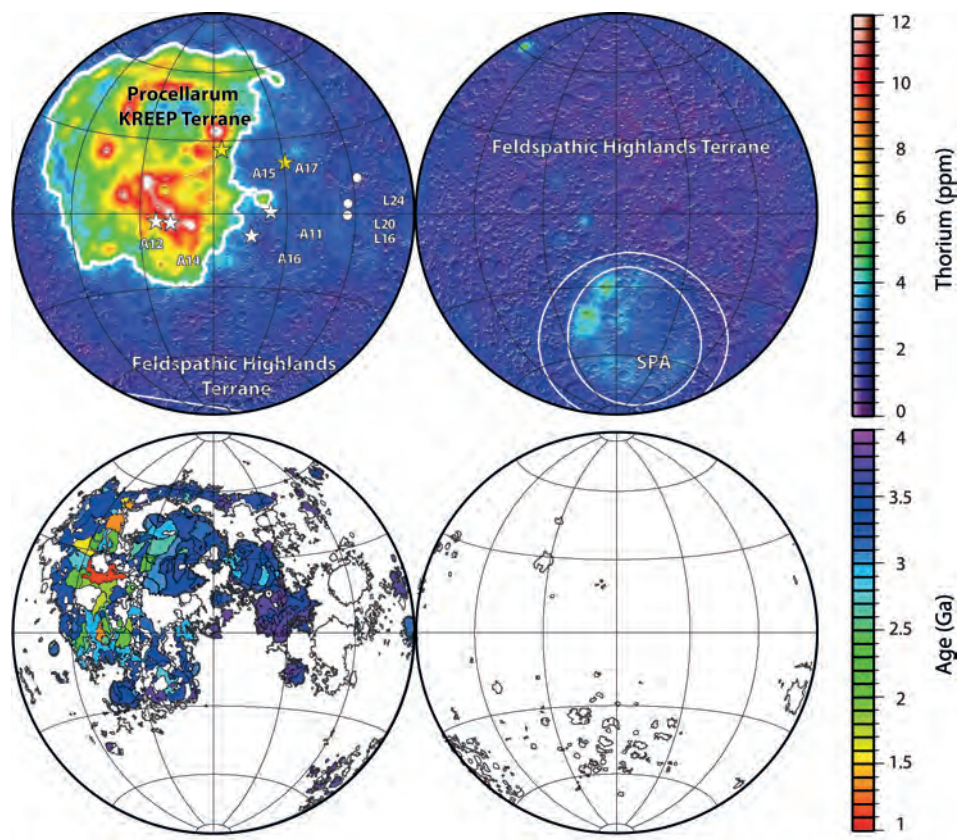 Procellarum
KREEP Terrane
A15
A17
L24
L20
L16
A11
A16
A12
A14
Feldspathic Highlands
Terrane
Feldspathic Highlands Terrane
SPA
12
10
8
6
4
2
0
Thorium (ppm)
4
3.5
3
2.5
2
1.5
1
Age (Ga)